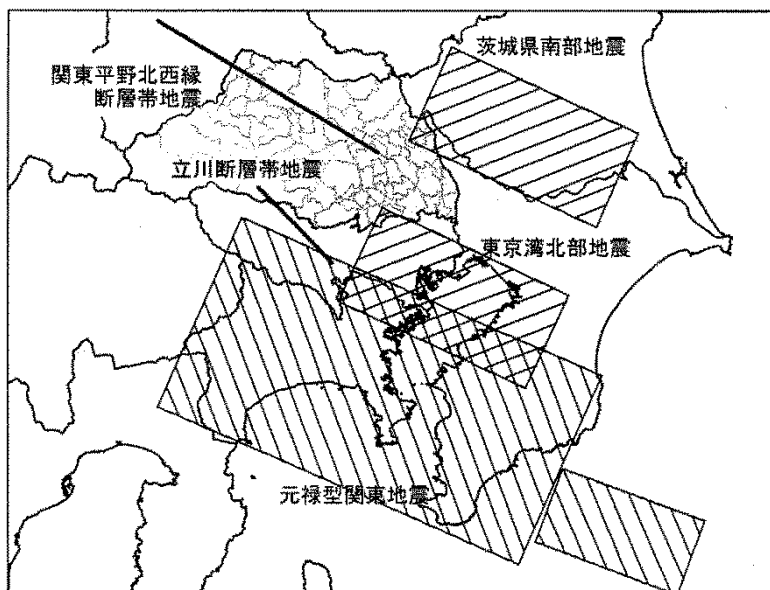 茨城県南部地震
関東平野北西縁
断層帯地震
立川断層帯地震
東京湾北部地震
元禄型関東地震